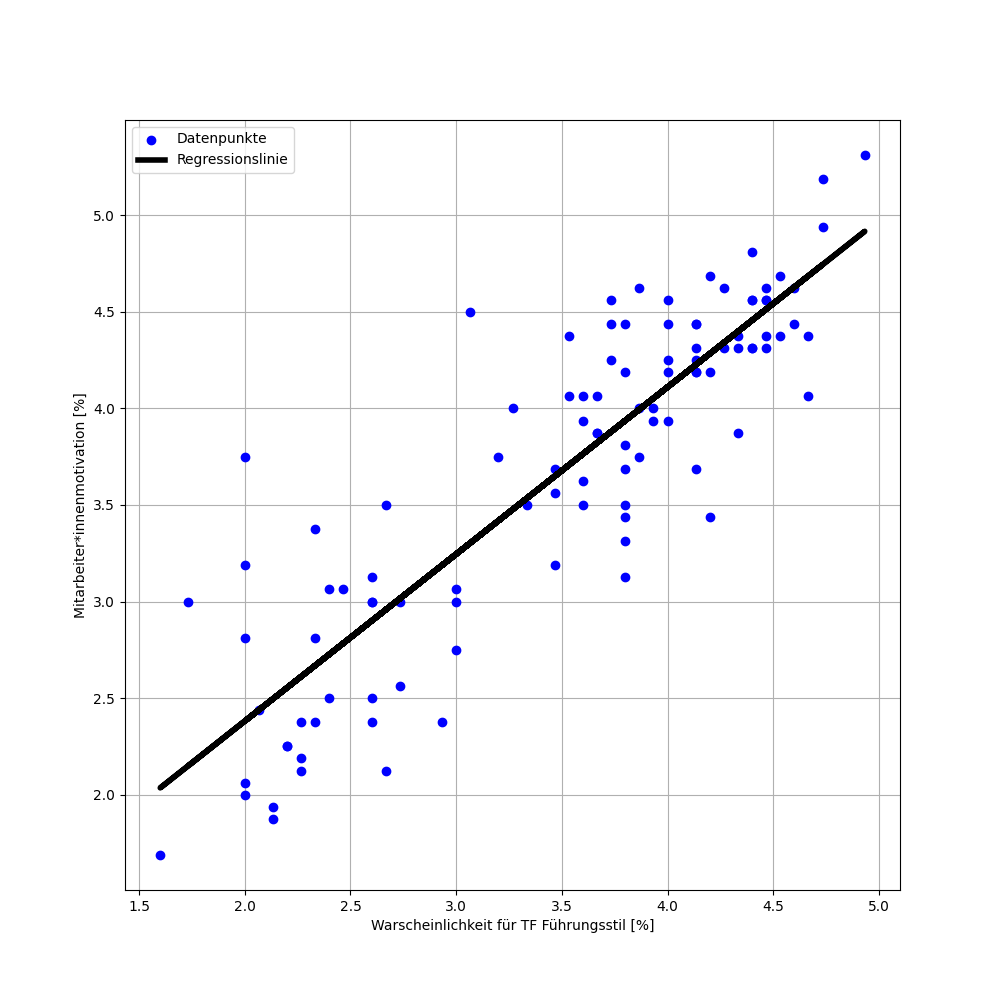 Datenpunkte
Regressionslinie
5.0
4.5
4.0
3.5
3.0
2.5
2.0
Mitarbeiter*innenmotivation [%]
1.5 2.0 2.5 3.0 3.5 4.0 4.5 5.0
Warscheinlichkeit für TF Führungsstil [%]